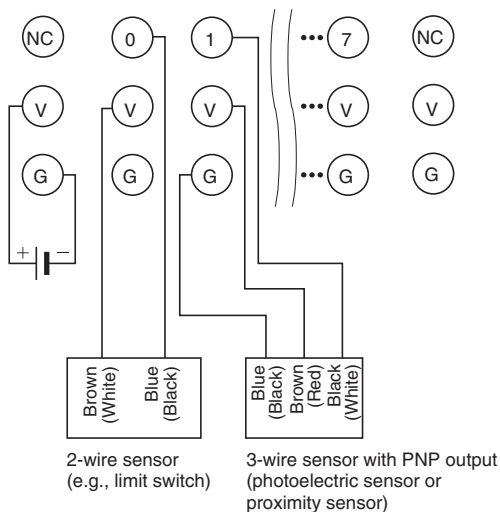 NC 0 1 ••• 7 NC
V V V ••• V V
G G G ••• G G
+ −
Brown
(White)
Blue
(Black)
Blue
(Black)
Brown
(Red)
Black
(White)
2-wire sensor
(e.g., limit switch)
3-wire sensor with PNP output
(photoelectric sensor or
proximity sensor)